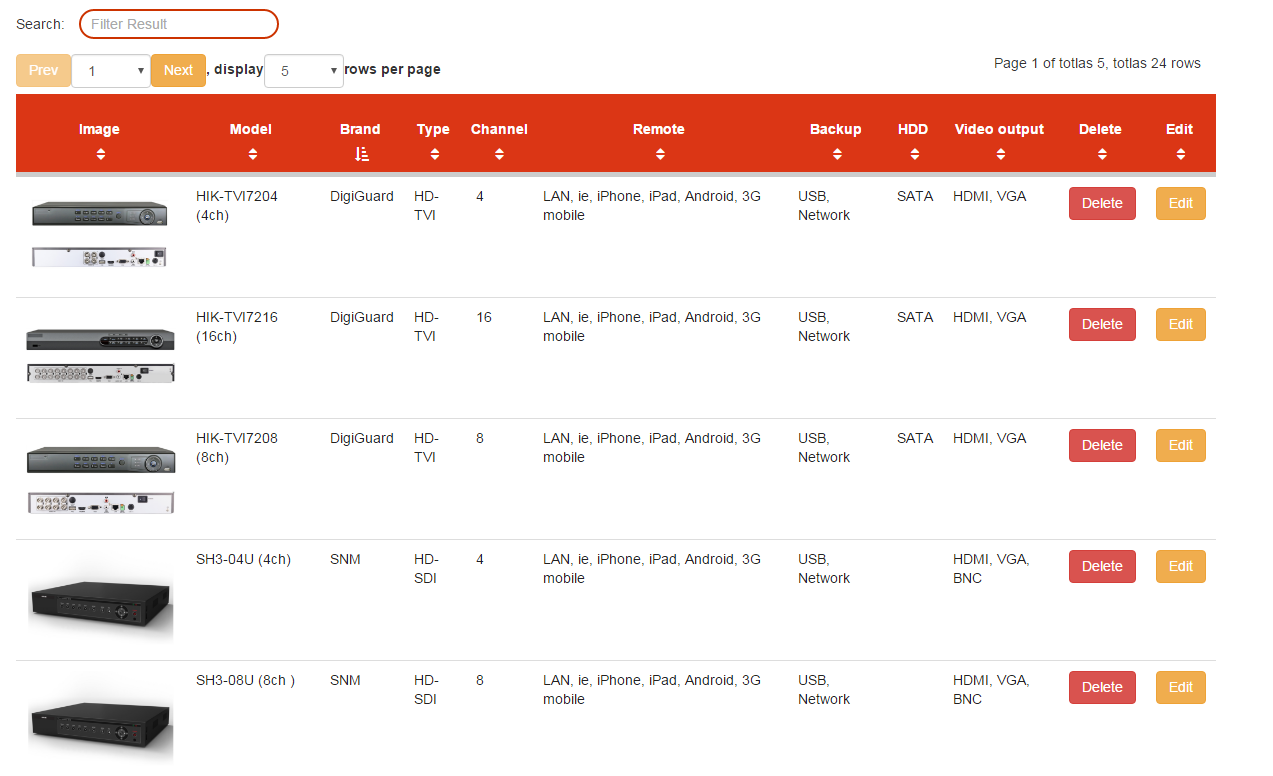 Search: Filter Result
Prev 1 Next , display 5 rows per page
Page 1 of totlas 5, totlas 24 rows
Image Model Brand Type Channel Remote Backup HDD Video output Delete Edit
HIK-TVI7204 DigiGuard HD- 4 LAN, ie, iPhone, iPad, Android, 3G USB, SATA HDMI, VGA Delete Edit
(4ch) TVI mobile Network
HIK-TVI7216 DigiGuard HD- 16 LAN, ie, iPhone, iPad, Android, 3G USB, SATA HDMI, VGA Delete Edit
(16ch) TVI mobile Network
HIK-TVI7208 DigiGuard HD- 8 LAN, ie, iPhone, iPad, Android, 3G USB, SATA HDMI, VGA Delete Edit
(8ch) TVI mobile Network
SH3-04U (4ch) SNM HD- 4 LAN, ie, iPhone, iPad, Android, 3G USB, HDMI, VGA, Delete Edit
SDI mobile Network BNC
SH3-08U (8ch ) SNM HD- 8 LAN, ie, iPhone, iPad, Android, 3G USB, HDMI, VGA, Delete Edit
SDI mobile Network BNC